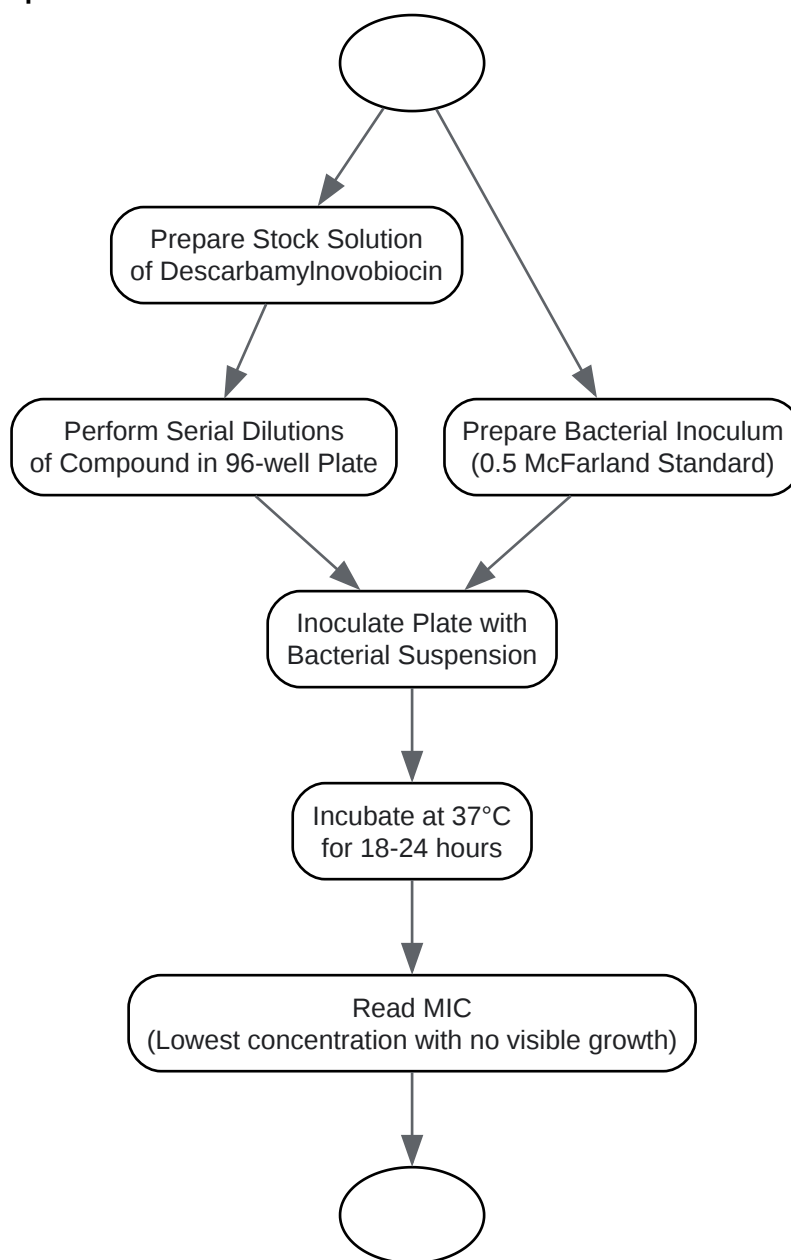 Prepare Stock Solution
of Descarbamylnovobiocin
Perform Serial Dilutions
of Compound in 96-well Plate
Prepare Bacterial Inoculum
(0.5 McFarland Standard)
Inoculate Plate with
Bacterial Suspension
Incubate at 37°C
for 18-24 hours
Read MIC
(Lowest concentration with no visible growth)